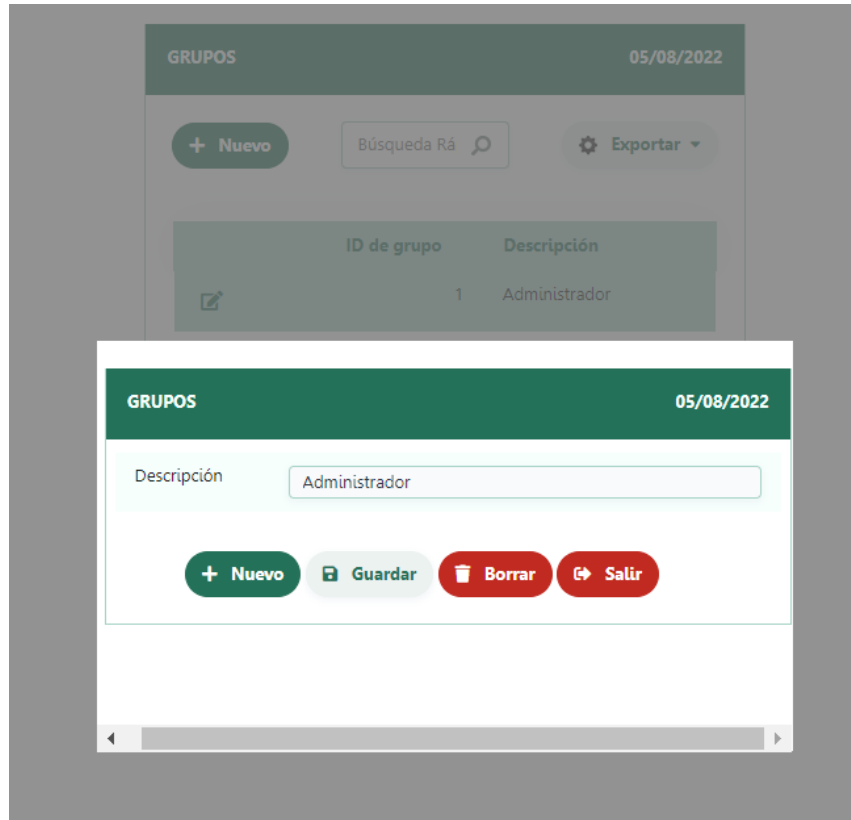 GRUPOS 05/08/2022
Nuevo Búsqueda Rá Exportar
ID de grupo Descripción
1 Administrador
GRUPOS 05/08/2022
Descripción Administrador
Nuevo Guardar Borrar Salir